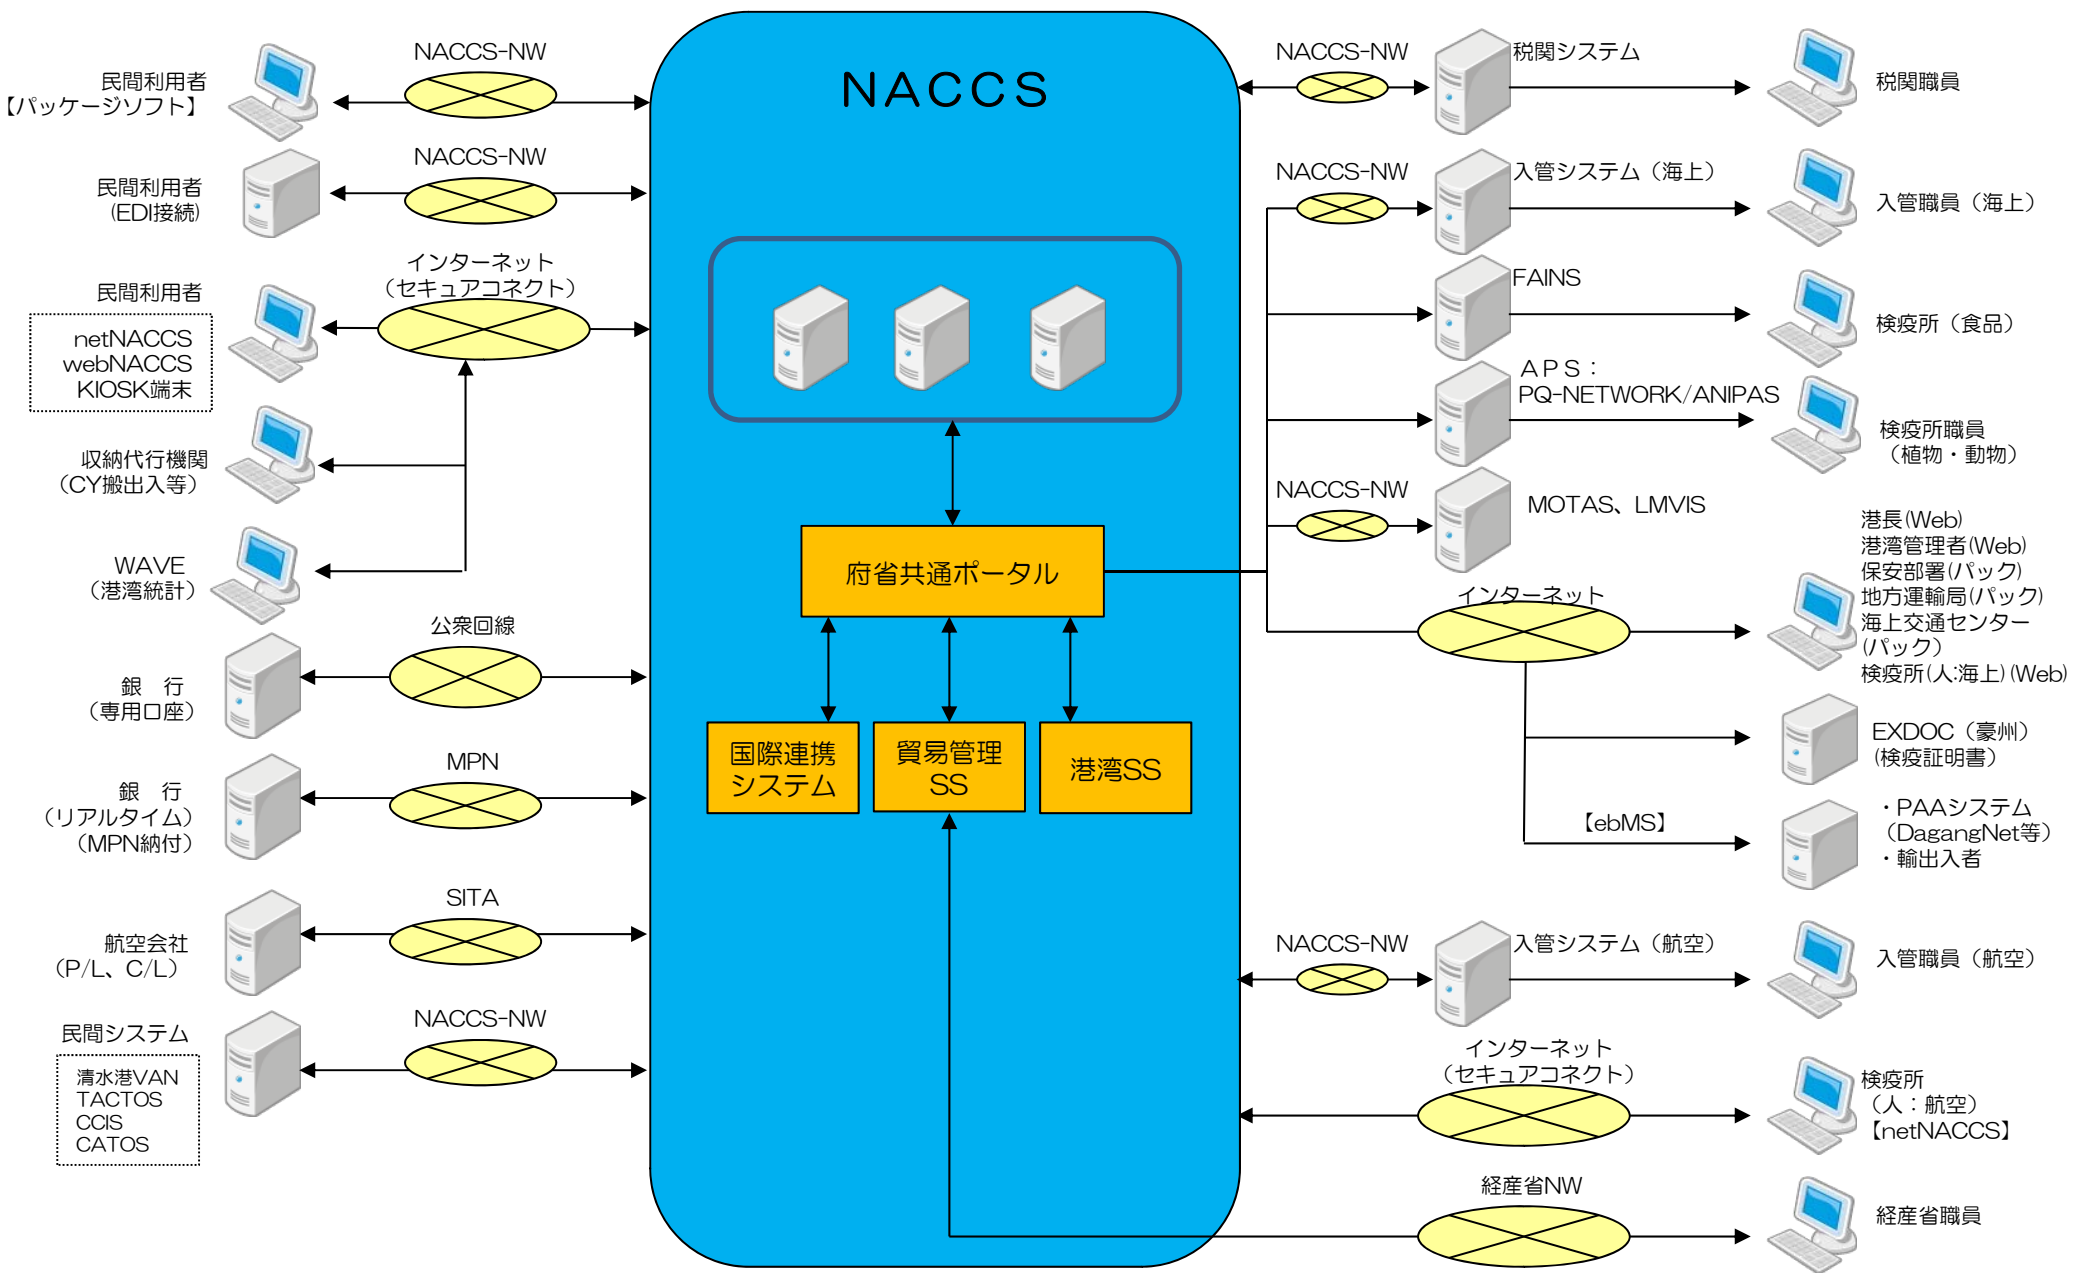 NACCS-NW
民間利用者
【パッケージソフト】
NACCS-NW
民間利用者
(EDI接続)
インターネット
（セキュアコネクト）
民間利用者
netNACCS
webNACCS
KIOSK端末
収納代行機関
（CY搬出入等）
WAVE
（港湾統計）
公衆回線
銀　行
（専用口座）
MPN
銀　行
（リアルタイム）
（MPN納付）
SITA
航空会社
（P/L、C/L）
NACCS-NW
民間システム
清水港VAN
TACTOS
CCIS
CATOS
ＮＡＣＣＳ
府省共通ポータル
国際連携
システム
貿易管理
SS
港湾SS
NACCS-NW
税関システム
税関職員
NACCS-NW
入管システム（海上）
入管職員（海上）
FAINS
検疫所（食品）
ＡＰＳ：
PQ-NETWORK/ANIPAS
検疫所職員
（植物・動物）
NACCS-NW
MOTAS、LMVIS
インターネット
港長(Web)
港湾管理者(Web)
保安部署(パック)
地方運輸局(パック)
海上交通センター
(パック）
検疫所(人:海上)(Web)
EXDOC（豪州）
(検疫証明書）
【ebMS】
・PAAシステム
（DagangNet等）
・輸出入者
NACCS-NW
入管システム（航空）
入管職員（航空）
インターネット
（セキュアコネクト）
検疫所
（人：航空）
【netNACCS】
経産省NW
経産省職員